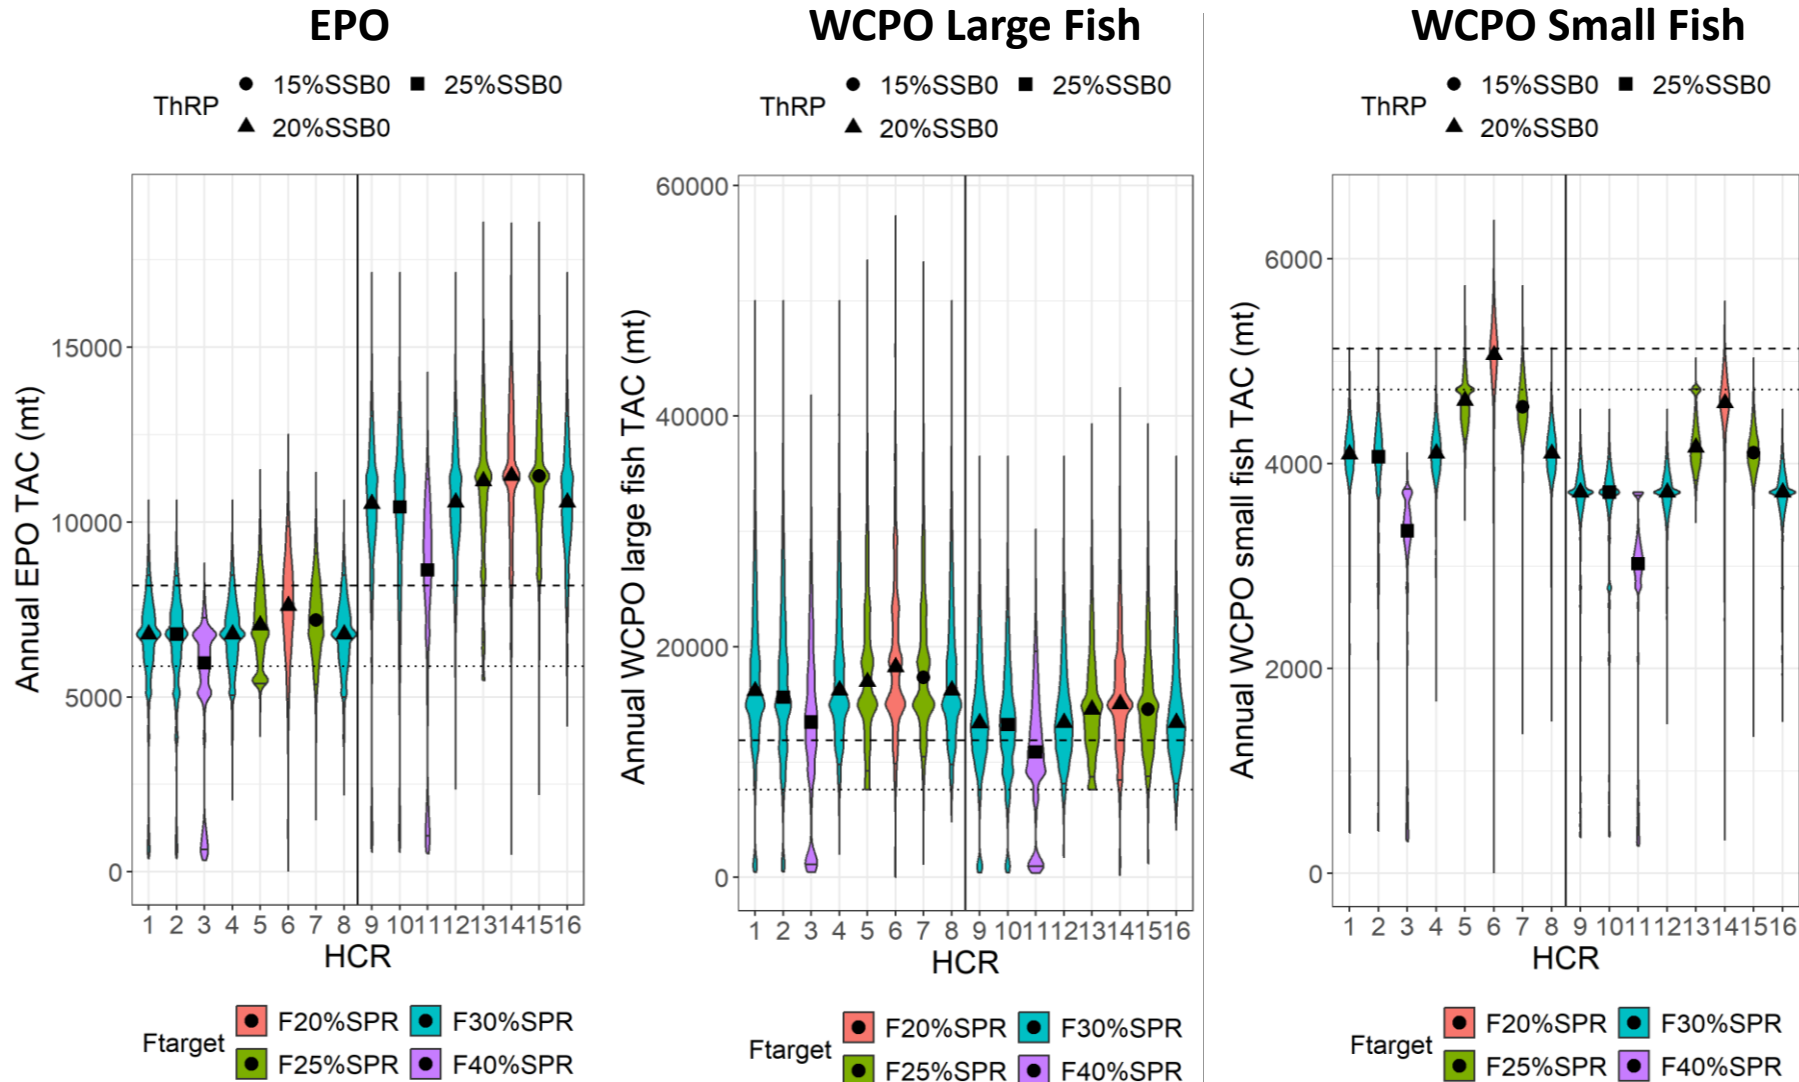 EPO
ThRP
15%SSB0
25%SSB0
20%SSB0
Annual EPO TAC (mt)
15000
10000
5000
0
1 2 3 4 5 6 7 8 9 10 11 12 13 14 15 16
HCR
Ftarget
F20%SPR
F30%SPR
F25%SPR
F40%SPR
WCPO Large Fish
ThRP
15%SSB0
25%SSB0
20%SSB0
Annual WCPO large fish TAC (mt)
60000
40000
20000
0
1 2 3 4 5 6 7 8 9 10 11 12 13 14 15 16
HCR
Ftarget
F20%SPR
F30%SPR
F25%SPR
F40%SPR
WCPO Small Fish
ThRP
15%SSB0
25%SSB0
20%SSB0
Annual WCPO small fish TAC (mt)
6000
4000
2000
0
1 2 3 4 5 6 7 8 9 10 11 12 13 14 15 16
HCR
Ftarget
F20%SPR
F30%SPR
F25%SPR
F40%SPR